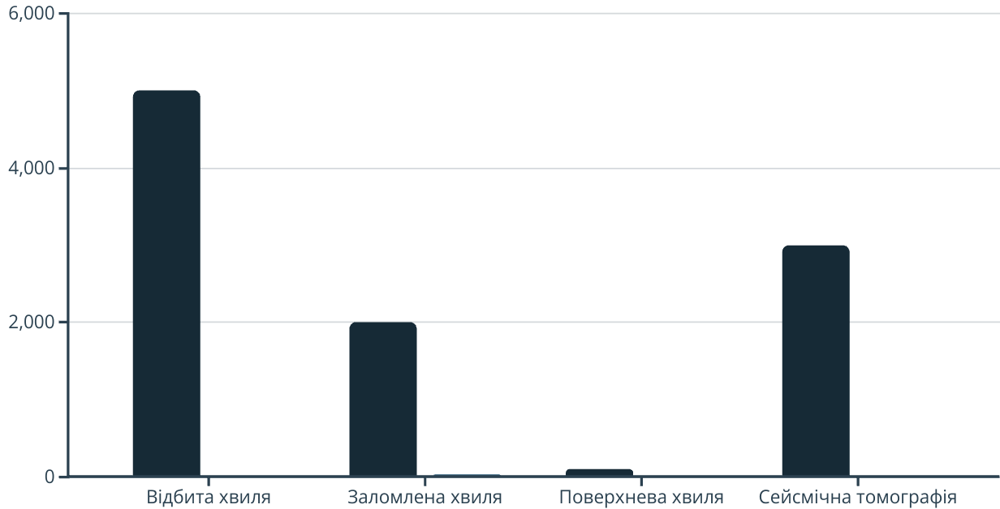 6,000
4,000
2,000
0
Відбита хвиля
Заломлена хвиля
Поверхнева хвиля
Сейсмічна томографія